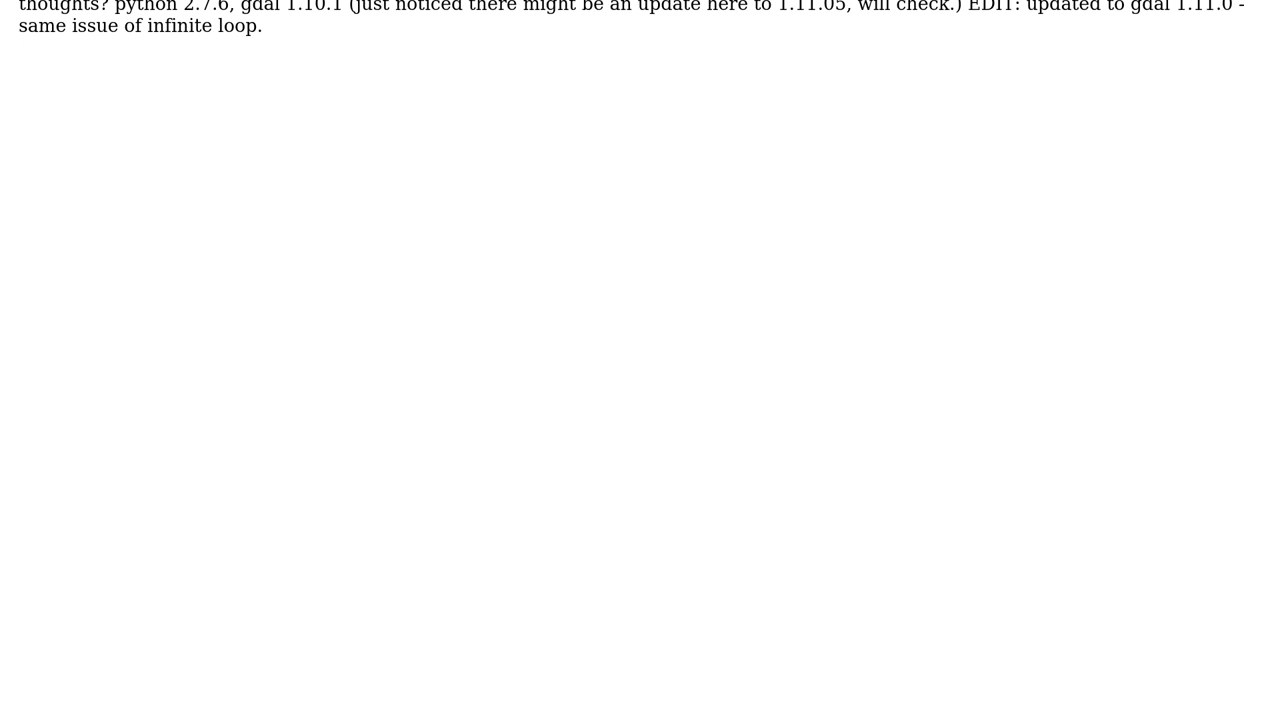 thoughts? python 2.7.6, gdal 1.10.1 (just noticed there might be an update here to 1.11.05, will check.) EDIT: updated to gdal 1.11.0 -
same issue of infinite loop.